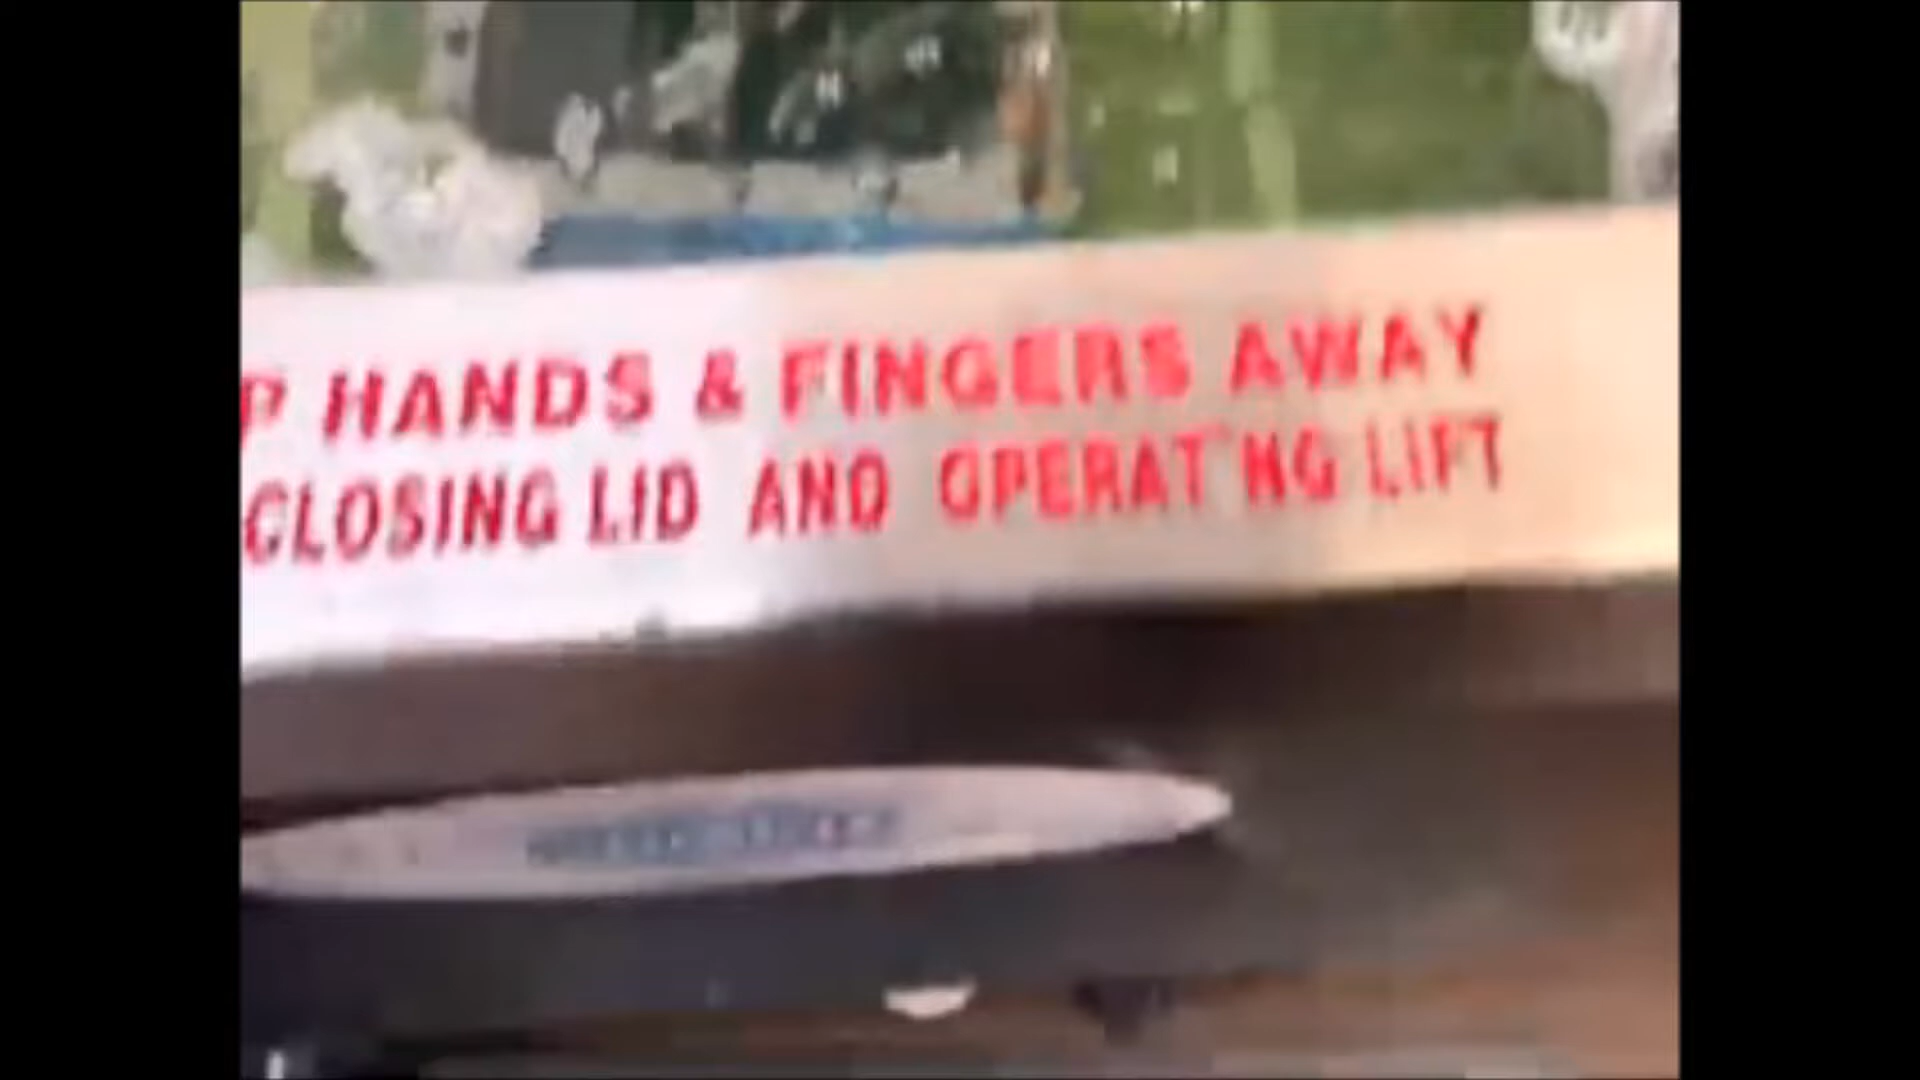 P HANDS & FINGERS AWAY
CLOSING LID AND OPERAT NG LIFT